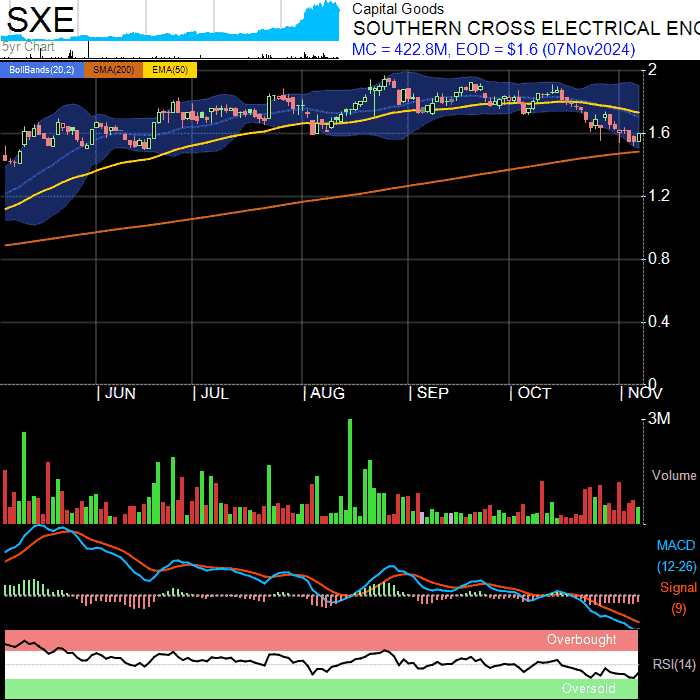 SXE
5yr Chart
Capital Goods
SOUTHERN CROSS ELECTRICAL ENG
MC = 422.8M, EOD = $1.6 (07Nov2024)
BollBands(20,2) SMA(200) EMA(50)
2
1.6
1.2
0.8
0.4
0
JUN JUL AUG SEP OCT NOV
3M
Volume
MACD
(12-26)
Signal
(9)
Overbought
RSI(14)
Oversold